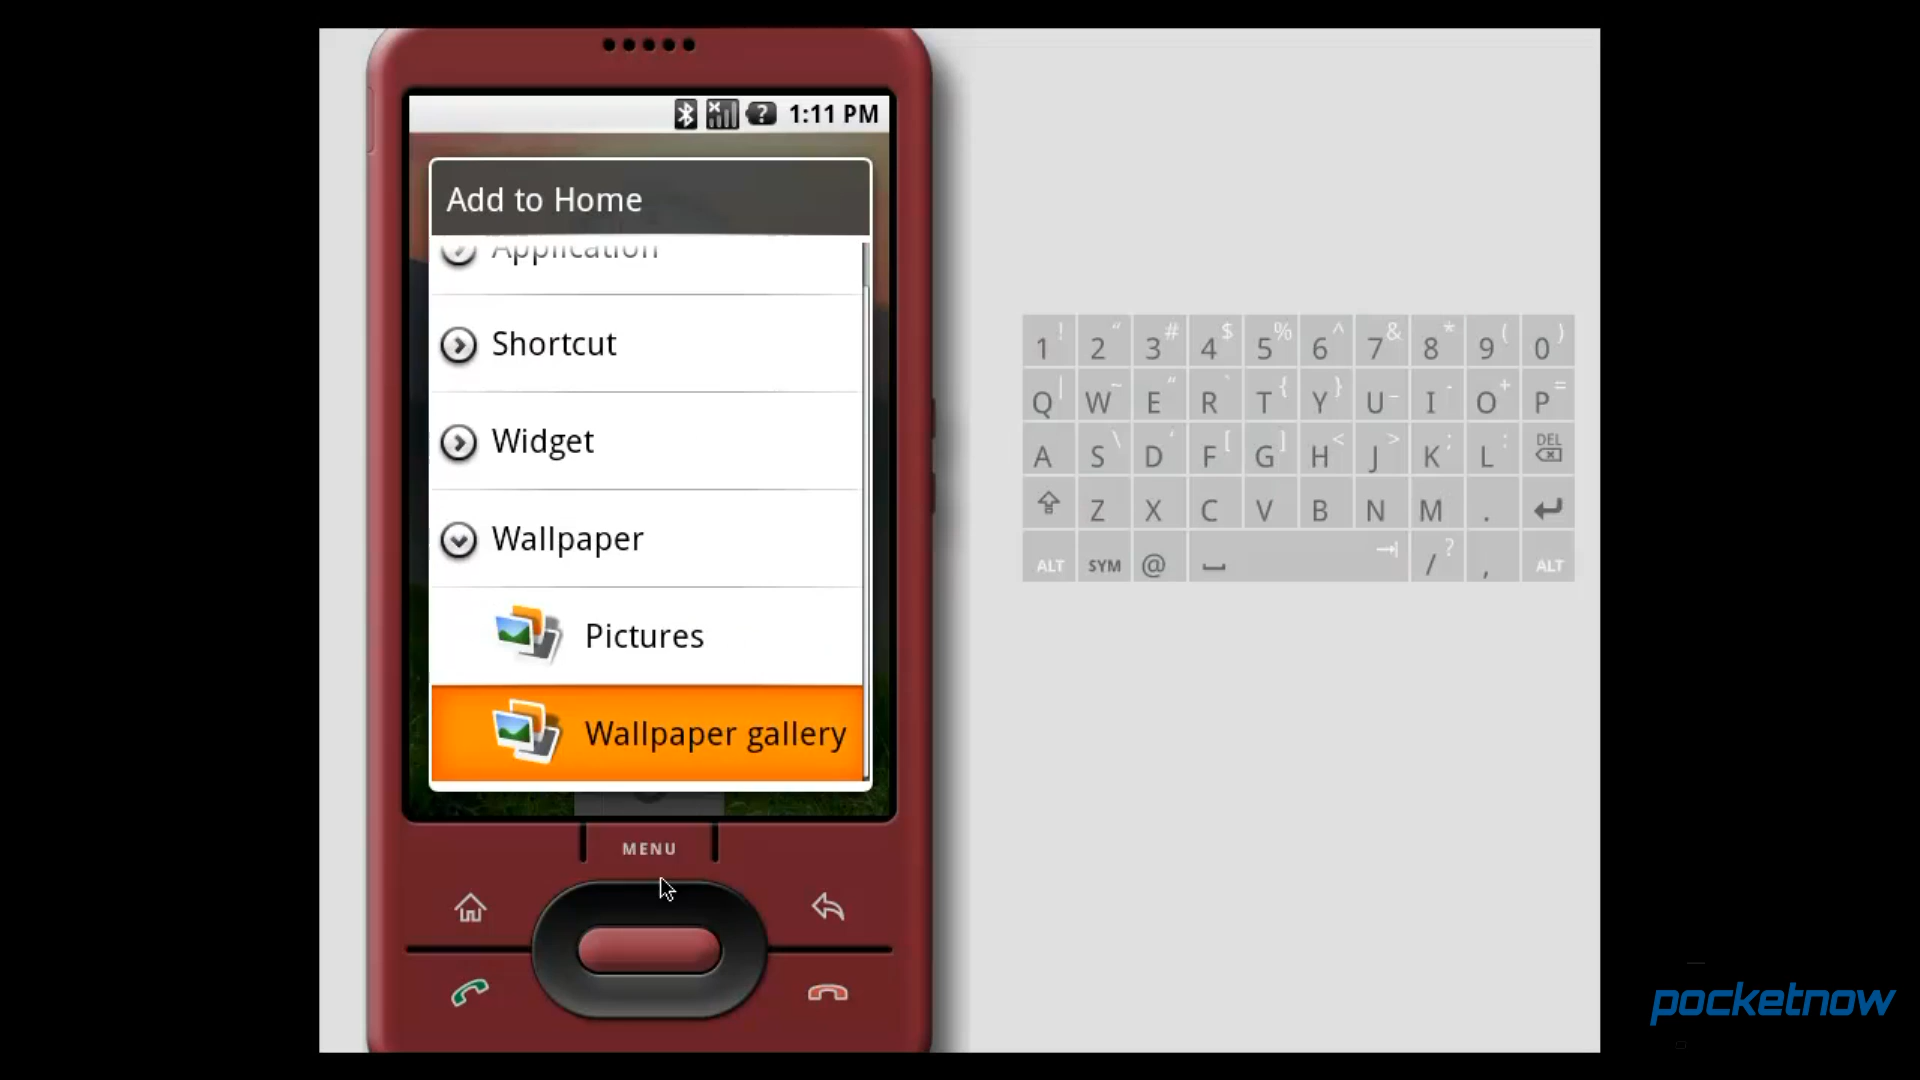 1:11 PM
Add to Home
Application
Shortcut
Widget
Wallpaper
Pictures
Wallpaper gallery
MENU
1 ! 2 “ 3 # 4 $ 5 % 6 ^ 7 & 8 * 9 ( 0 )
Q | W ~ E “ R ` T { Y } U _ I - O + P =
A S \ D ‘ F [ G ] H < J > K ; L : DEL
Z X C V B N M .
ALT SYM @ / ? , ALT
pocketnow